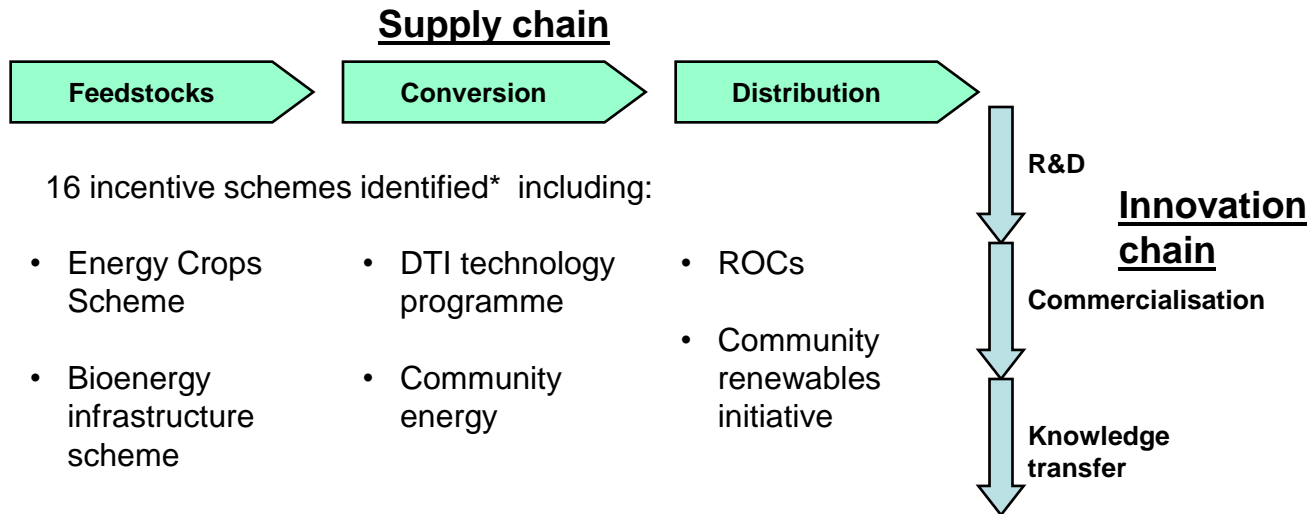 Supply chain
Feedstocks
Conversion
Distribution
R&D
Innovation
chain
Commercialisation
Knowledge
transfer
16 incentive schemes identified* including:
• Energy Crops
Scheme
• Bioenergy
infrastructure
scheme
• DTI technology
programme
• Community
energy
• ROCs
• Community
renewables
initiative